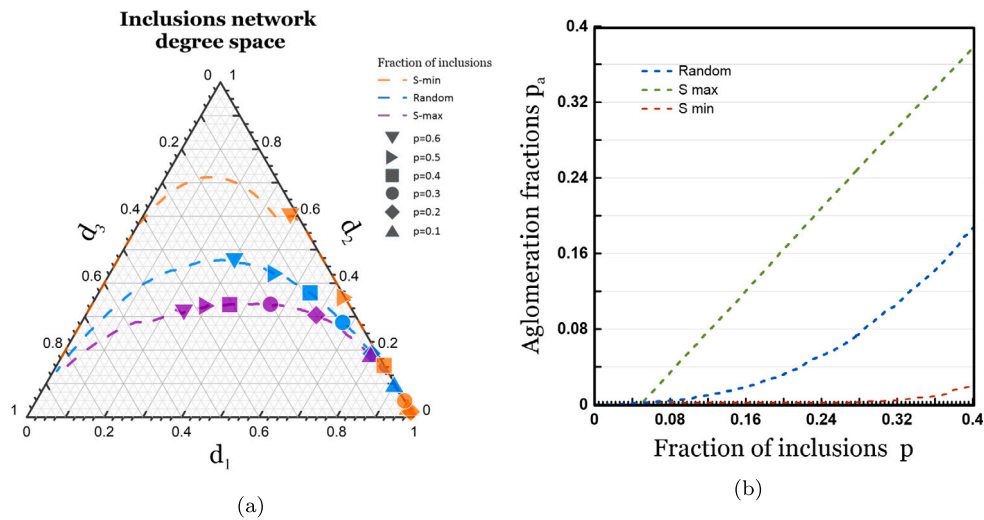 Inclusions network
degree space
Fraction of inclusions
S-min
Random
S-max
p=0.6
p=0.5
p=0.4
p=0.3
p=0.2
p=0.1
0 1
0.2
0.4 0.6
d3 d2
0.6 0.4
0.8 0.2
1 0
0 0.2 0.4 0.6 0.8 1
d1
(a)
0.4
0.32
0.24
0.16
0.08
0
Aglomeration fractions pa
Random
S max
S min
0 0.08 0.16 0.24 0.32 0.4
Fraction of inclusions p
(b)